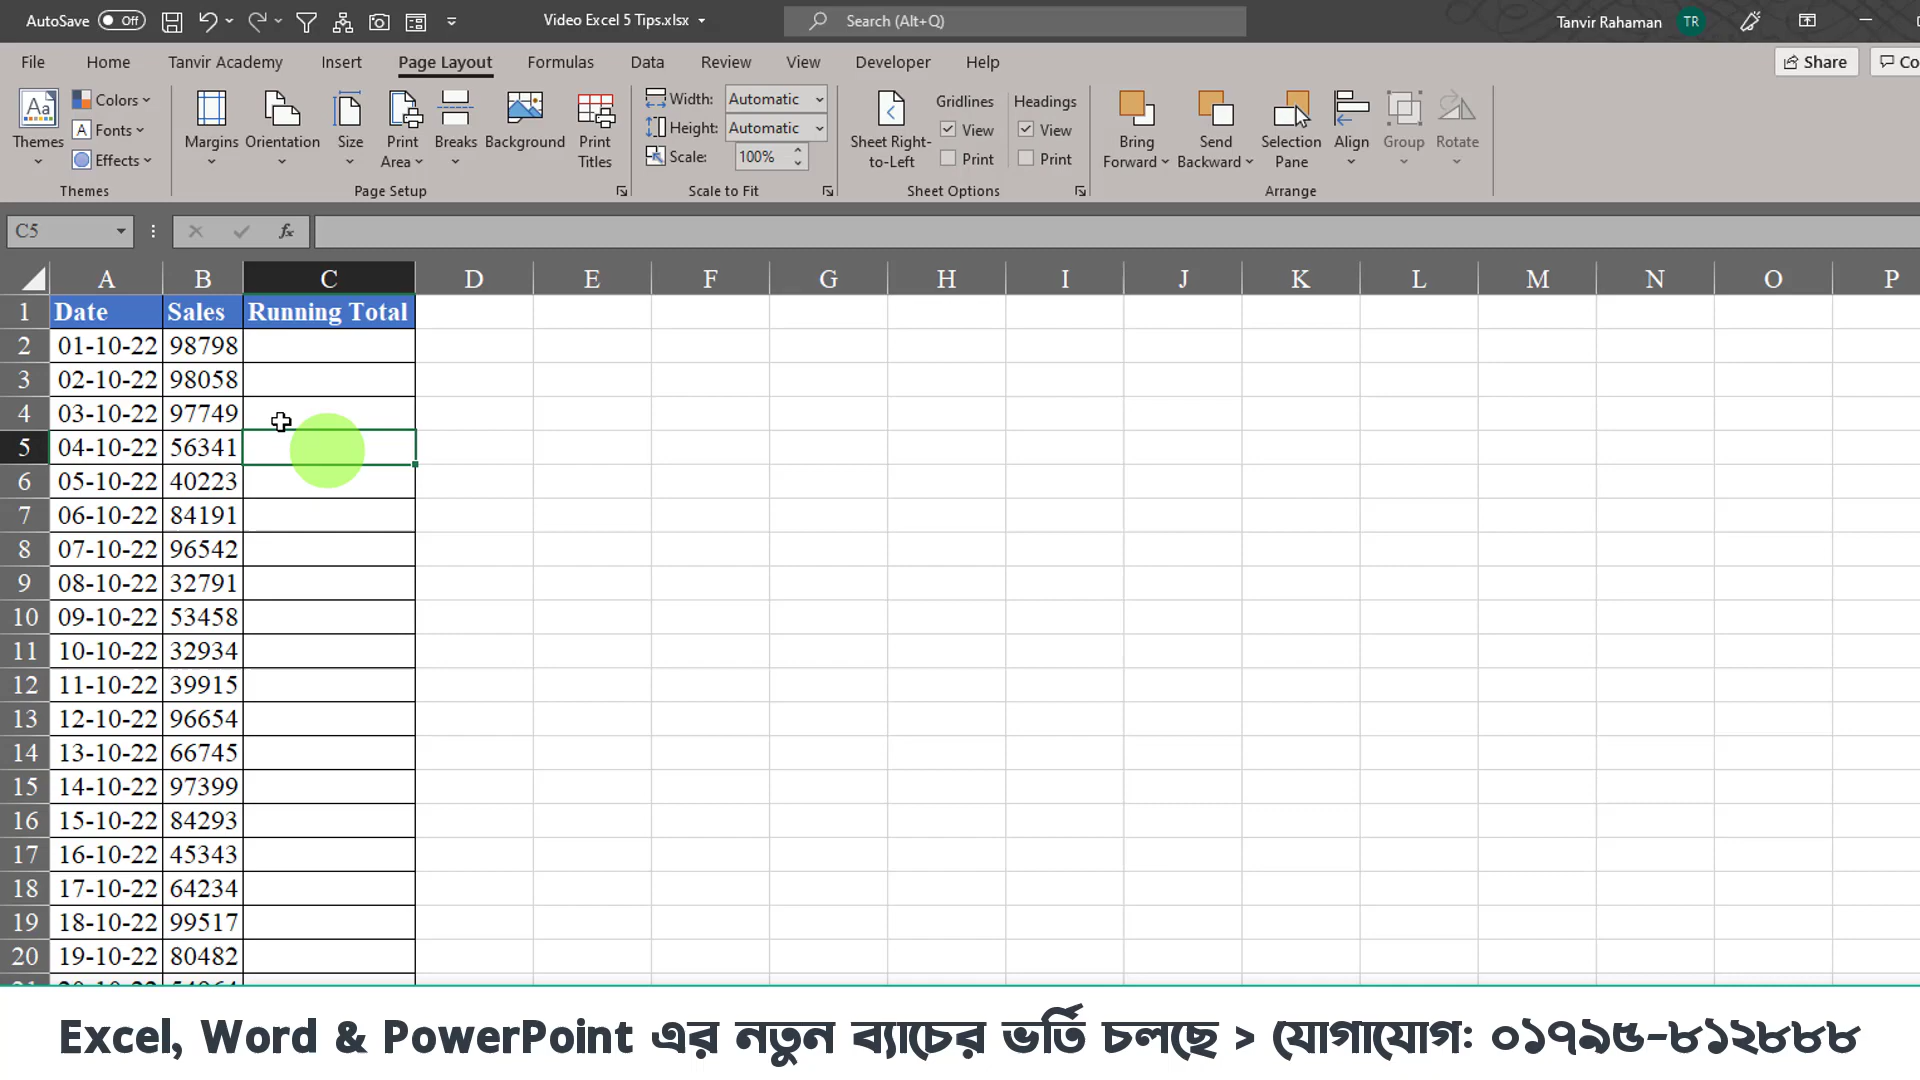 AutoSave Off Video Excel 5 Tips.xlsx Search (Alt+Q) Tanvir Rahaman TR
File Home Tanvir Academy Insert Page Layout Formulas Data Review View Developer Help Share Co
Themes Colors Fonts Effects Margins Orientation Size Print Area Breaks Background Print Titles Width: Automatic Height: Automatic Scale: 100% Sheet Right-to-Left Gridlines View Print Headings View Print Bring Forward Send Backward Selection Pane Align Group Rotate
Themes Page Setup Scale to Fit Sheet Options Arrange
C5 fx
A B C D E F G H I J K L M N O P
1 Date Sales Running Total
2 01-10-22 98798
3 02-10-22 98058
4 03-10-22 97749
5 04-10-22 56341
6 05-10-22 40223
7 06-10-22 84191
8 07-10-22 96542
9 08-10-22 32791
10 09-10-22 53458
11 10-10-22 32934
12 11-10-22 39915
13 12-10-22 96654
14 13-10-22 66745
15 14-10-22 97399
16 15-10-22 84293
17 16-10-22 45343
18 17-10-22 64234
19 18-10-22 99517
20 19-10-22 80482
Excel, Word & PowerPoint এর নতুন ব্যাচের ভর্তি চলছে > যোগাযোগঃ ০১৭৯৫-৮১২৮৮৮